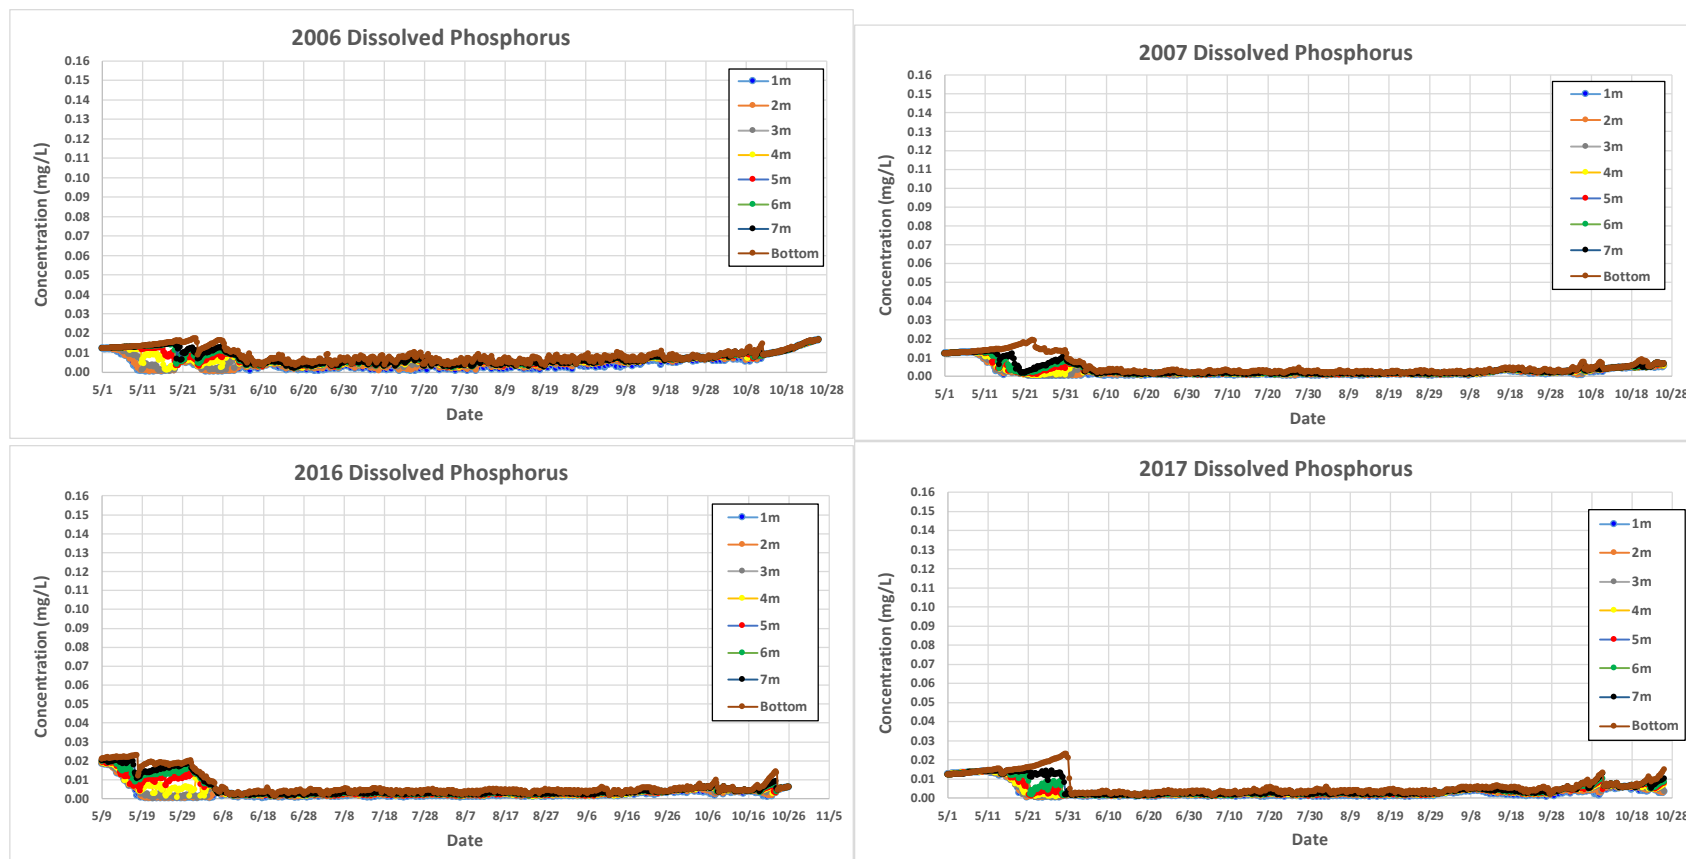 2006 Dissolved Phosphorus
Concentration (mg/L)
0.16
0.15
0.14
0.13
0.12
0.11
0.10
0.09
0.08
0.07
0.06
0.05
0.04
0.03
0.02
0.01
0.00
5/1 5/11 5/21 5/31 6/10 6/20 6/30 7/10 7/20 7/30 8/9 8/19 8/29 9/8 9/18 9/28 10/8 10/18 10/28
Date
1m
2m
3m
4m
5m
6m
7m
Bottom
2007 Dissolved Phosphorus
Concentration (mg/L)
0.16
0.15
0.14
0.13
0.12
0.11
0.10
0.09
0.08
0.07
0.06
0.05
0.04
0.03
0.02
0.01
0.00
5/1 5/11 5/21 5/31 6/10 6/20 6/30 7/10 7/20 7/30 8/9 8/19 8/29 9/8 9/18 9/28 10/8 10/18 10/28
Date
1m
2m
3m
4m
5m
6m
7m
Bottom
2016 Dissolved Phosphorus
Concentration (mg/L)
0.16
0.15
0.14
0.13
0.12
0.11
0.10
0.09
0.08
0.07
0.06
0.05
0.04
0.03
0.02
0.01
0.00
5/9 5/19 5/29 6/8 6/18 6/28 7/8 7/18 7/28 8/7 8/17 8/27 9/6 9/16 9/26 10/6 10/16 10/26 11/5
Date
1m
2m
3m
4m
5m
6m
7m
Bottom
2017 Dissolved Phosphorus
Concentration (mg/L)
0.16
0.15
0.14
0.13
0.12
0.11
0.10
0.09
0.08
0.07
0.06
0.05
0.04
0.03
0.02
0.01
0.00
5/1 5/11 5/21 5/31 6/10 6/20 6/30 7/10 7/20 7/30 8/9 8/19 8/29 9/8 9/18 9/28 10/8 10/18 10/28
Date
1m
2m
3m
4m
5m
6m
7m
Bottom